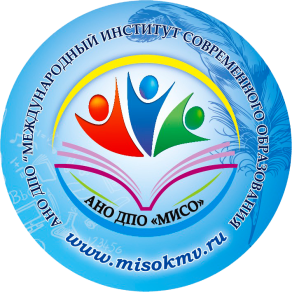 АНО ДПО "МЕЖДУНАРОДНЫЙ ИНСТИТУТ СОВРЕМЕННОГО ОБРАЗОВАНИЯ
АНО ДПО «МИСО»
www.misokmv.ru